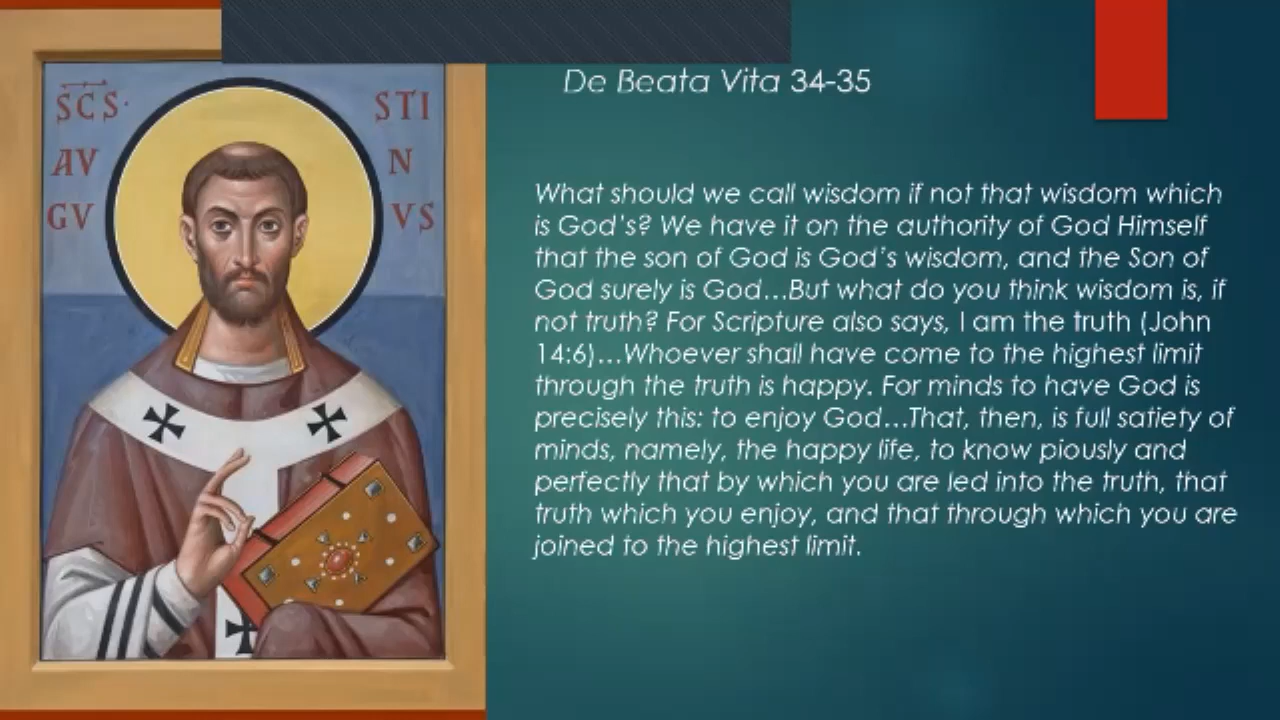 SCS·
STI
AV
N
GV
VS
De Beata Vita 34-35
What should we call wisdom if not that wisdom which
is God's? We have it on the authority of God Himself
that the son of God is God's wisdom, and the Son of
God surely is God...But what do you think wisdom is, if
not truth? For Scripture also says, I am the truth (John
14:6)...Whoever shall have come to the highest limit
through the truth is happy. For minds to have God is
precisely this: to enjoy God...That, then, is full satiety of
minds, namely, the happy life, to know piously and
perfectly that by which you are led into the truth, that
truth which you enjoy, and that through which you are
joined to the highest limit.